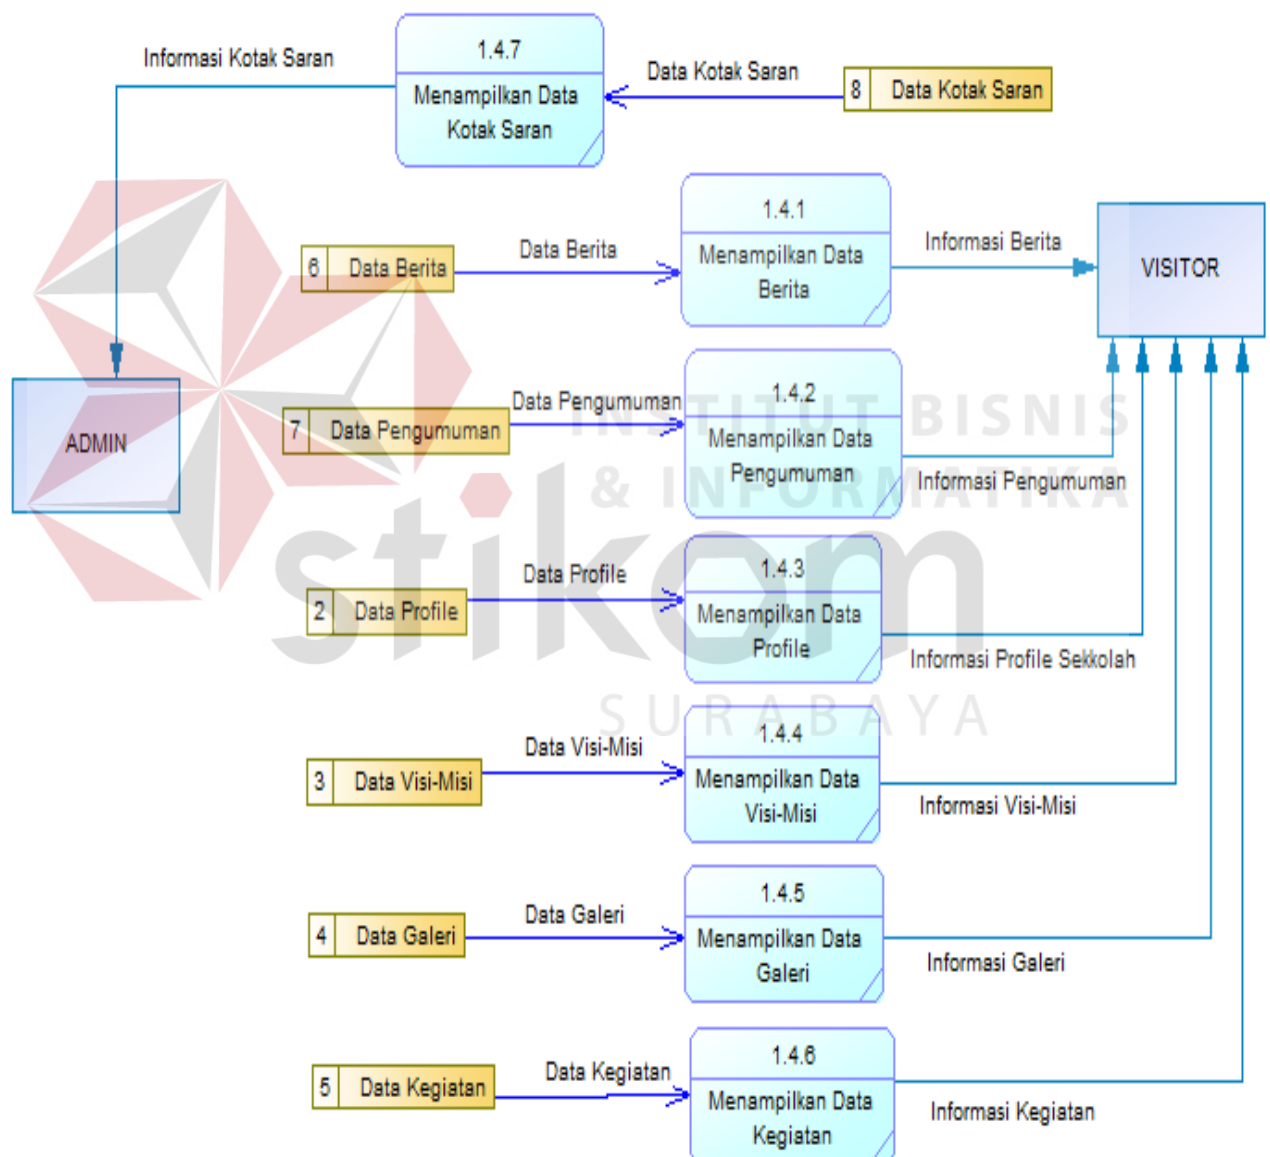 1.4.7
Informasi Kotak Saran
Menampilkan Data
Kotak Saran
Data Kotak Saran
8 Data Kotak Saran
1.4.1
Menampilkan Data
Berita
6 Data Berita
Data Berita
Informasi Berita
VISITOR
ADMIN
7 Data Pengumuman
Data Pengumuman
1.4.2
Menampilkan Data
Pengumuman
Informasi Pengumuman
INSTITUT BISNIS
& INFORMATIKA
stikom
SURABAYA
2 Data Profile
Data Profile
1.4.3
Menampilkan Data
Profile
Informasi Profile Sekkolah
3 Data Visi-Misi
Data Visi-Misi
1.4.4
Menampilkan Data
Visi-Misi
Informasi Visi-Misi
4 Data Galeri
Data Galeri
1.4.5
Menampilkan Data
Galeri
Informasi Galeri
5 Data Kegiatan
Data Kegiatan
1.4.6
Menampilkan Data
Kegiatan
Informasi Kegiatan